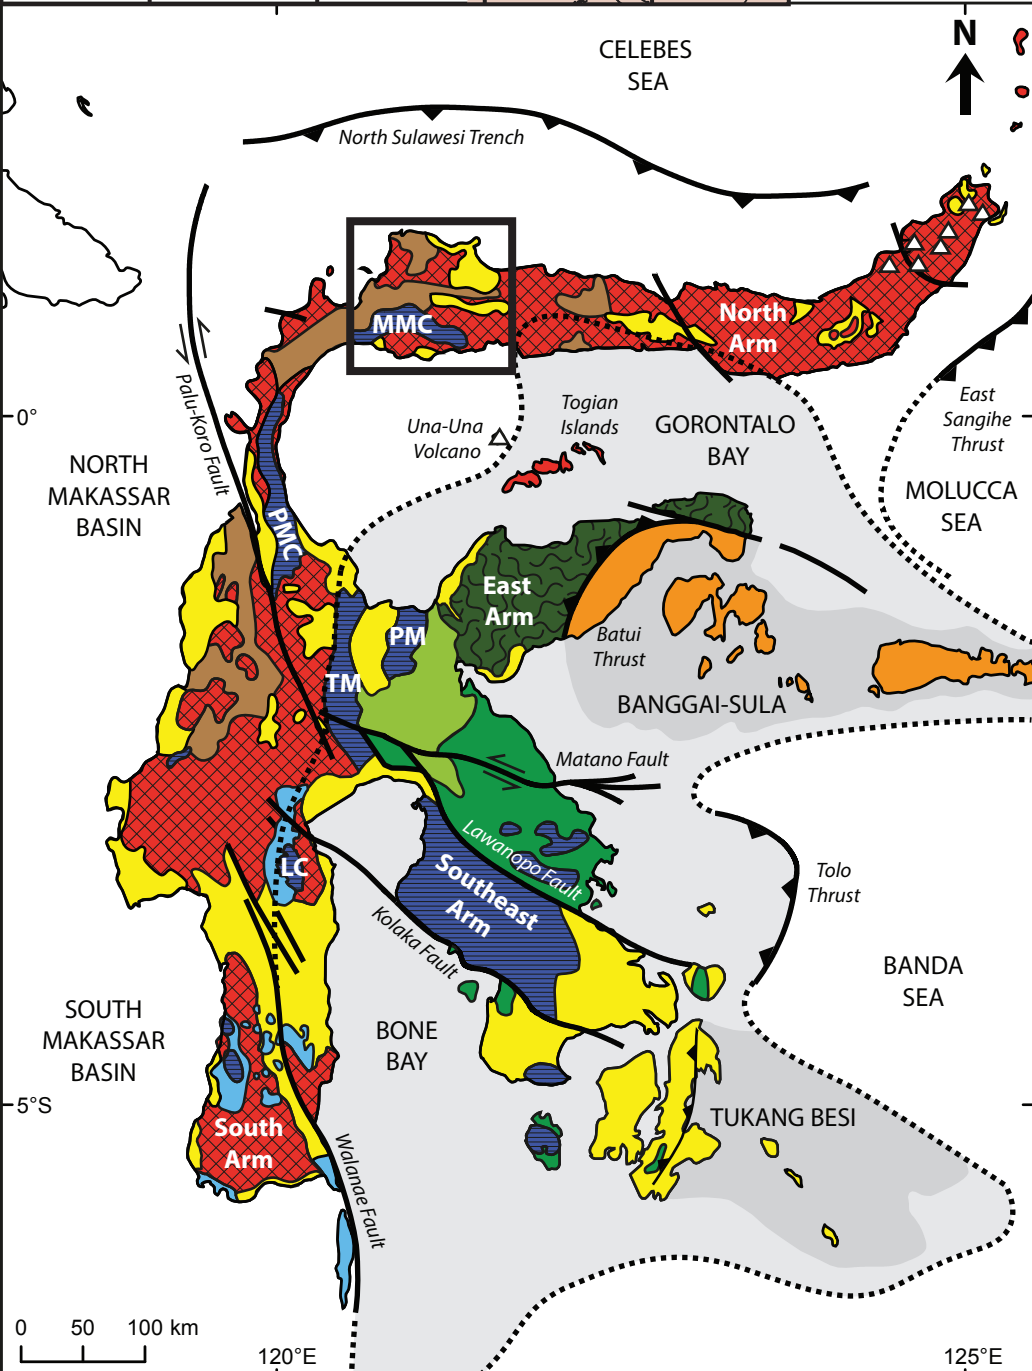 CELEBES
SEA
N
North Sulawesi Trench
MMC
North
Arm
Palu-Koro Fault
0°
Una-Una
Volcano
Togian
Islands
GORONTALO
BAY
East
Sangihe
Thrust
NORTH
MAKASSAR
BASIN
MOLUCCA
SEA
PMC
East
Arm
PM
Batui
Thrust
TM
BANGGAI-SULA
Matano Fault
Lawanopo Fault
LC
Southeast
Arm
Tolo
Thrust
Kolaka Fault
BANDA
SEA
SOUTH
MAKASSAR
BASIN
BONE
BAY
5°S
TUKANG BESI
South
Arm
Walanae Fault
0 50 100 km
120°E
125°E